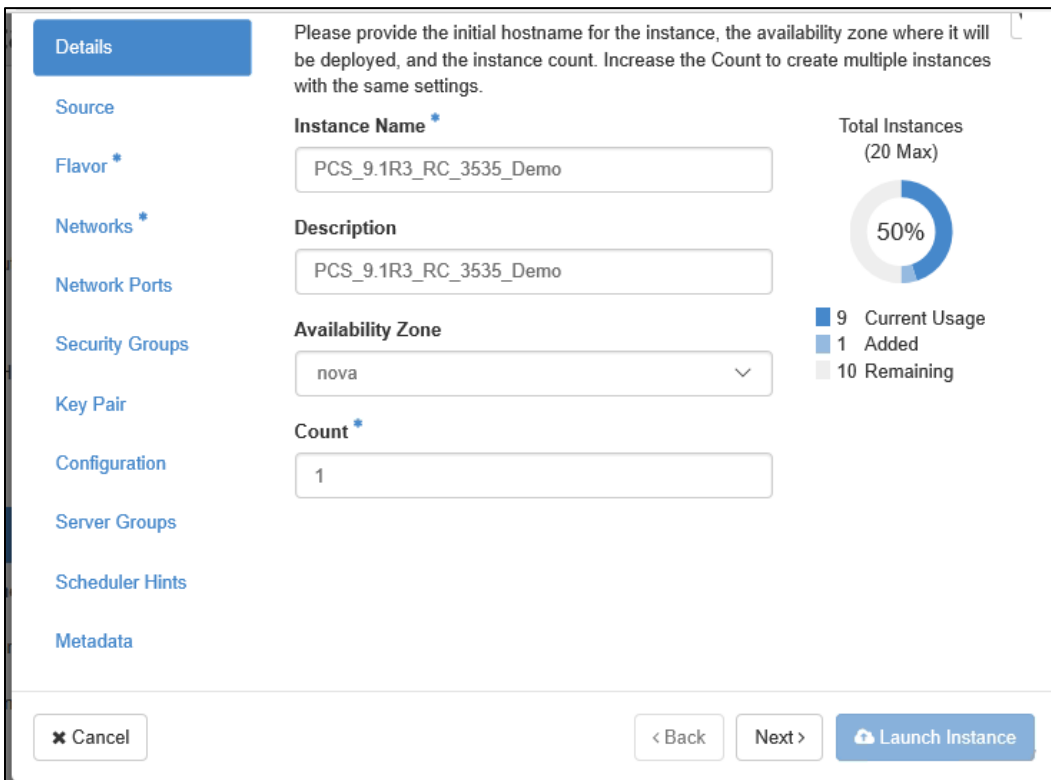 Details
Source
Flavor *
Networks *
Network Ports
Security Groups
Key Pair
Configuration
Server Groups
Scheduler Hints
Metadata
Please provide the initial hostname for the instance, the availability zone where it will
be deployed, and the instance count. Increase the Count to create multiple instances
with the same settings.
Instance Name *
PCS_9.1R3_RC_3535_Demo
Description
PCS_9.1R3_RC_3535_Demo
Availability Zone
nova
Count *
1
Total Instances
(20 Max)
50%
9 Current Usage
1 Added
10 Remaining
✖ Cancel
< Back
Next >
Launch Instance